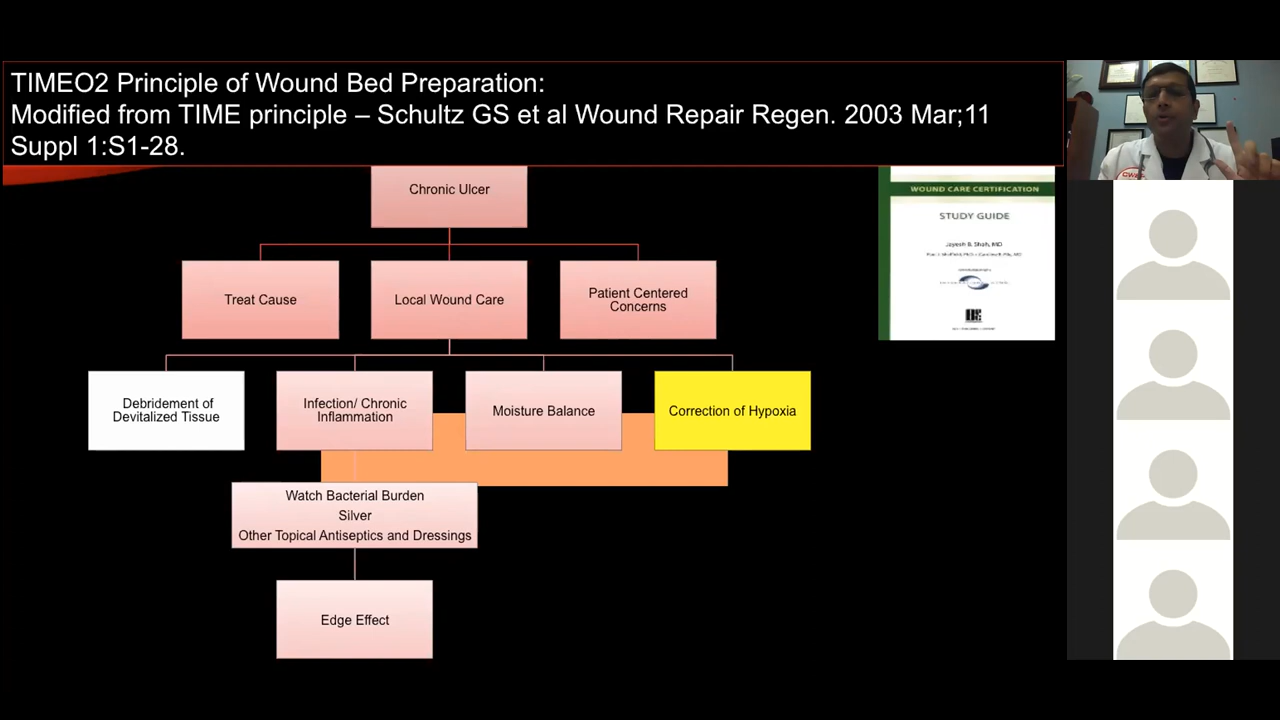 TIMEO2 Principle of Wound Bed Preparation:
Modified from TIME principle – Schultz GS et al Wound Repair Regen. 2003 Mar;11
Suppl 1:S1-28.
Chronic Ulcer
WOUND CARE CERTIFICATION
STUDY GUIDE
Jayesh B. Shah, MD
Treat Cause
Local Wound Care
Patient Centered
Concerns
Debridement of
Devitalized Tissue
Infection/ Chronic
Inflammation
Moisture Balance
Correction of Hypoxia
Watch Bacterial Burden
Silver
Other Topical Antiseptics and Dressings
Edge Effect